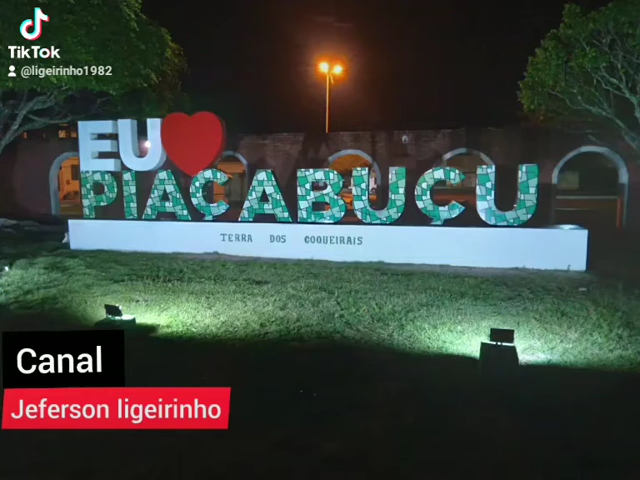 TikTok
@ligeirinho1982
EU
PIAÇABUÇU
TERRA DOS COQUEIRAIS
Canal
Jeferson ligeirinho